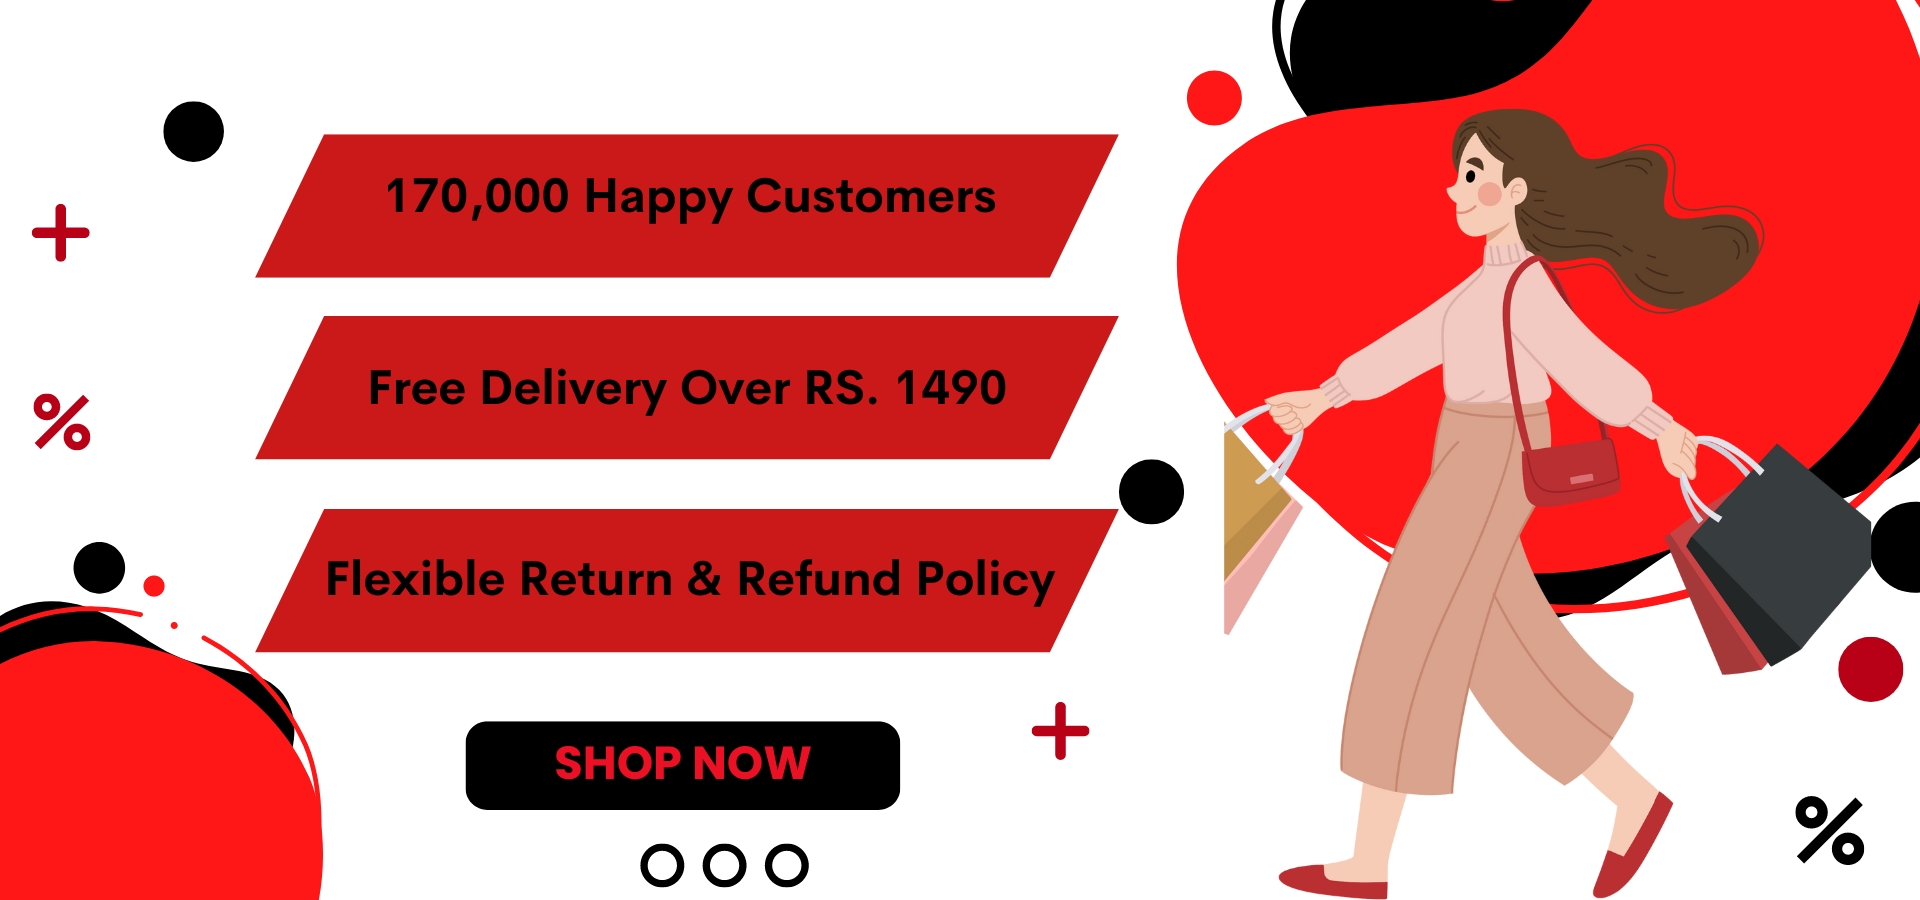 170,000 Happy Customers
Free Delivery Over RS. 1490
Flexible Return & Refund Policy
SHOP NOW